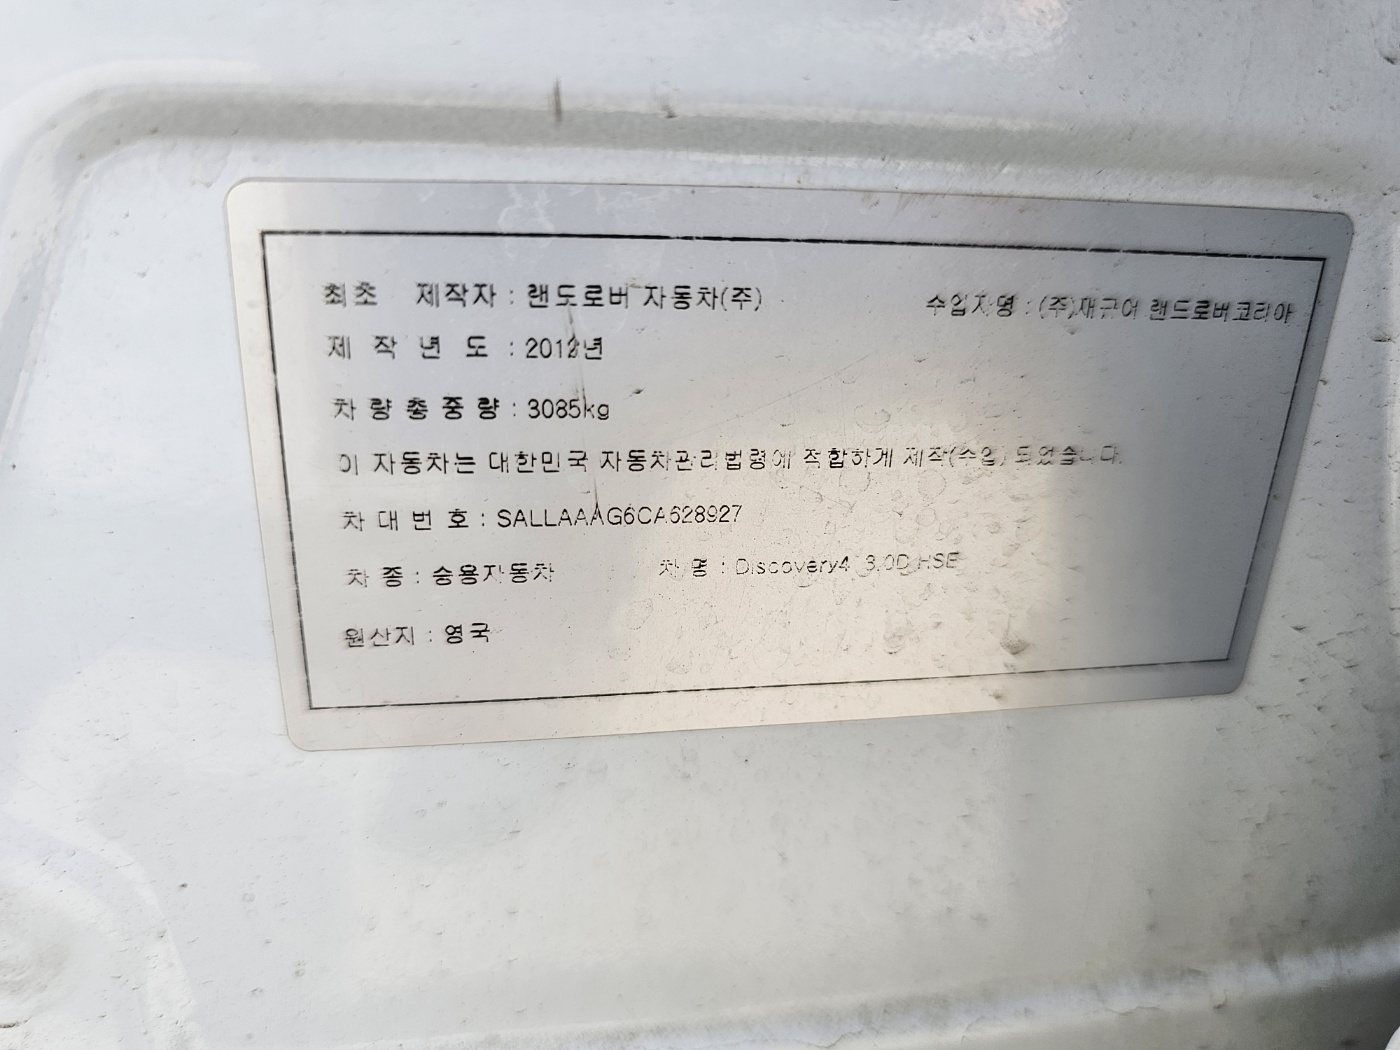 최초 제작자 : 랜드로버 자동차(주) 수입자명 : (주)재규어 랜드로버코리아
제 작 년 도 : 2012년
차 량 총 중 량 : 3085kg
이 자동차는 대한민국 자동차관리법령에 적합하게 제작(수입) 되었습니다.
차 대 번 호 : SALLAAAG6CA628927
차 종 : 승용자동차 차 명 : Discovery4 3.0D HSE
원산지 : 영국